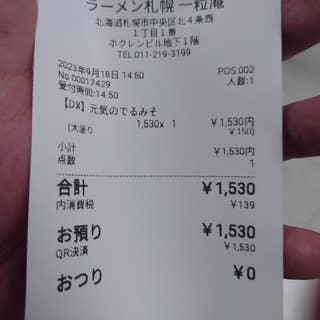 ラーメン札幌 一粒庵
北海道札幌市中央区北4条西
1丁目1番
ホクレンビル地下1階
TEL011-219-3199
2023年9月18日 14:50 POS:002
No 00017429 人数:1
受付時間:14:50
【DX】元気のでるみそ
1,530x 1 ¥1,530内
(大盛り ¥150)
小計 ¥1,530内
点数 1
合計 ¥1,530
内消費税 ¥139
お預り ¥1,530
QR決済 ¥1,530
おつり ¥0